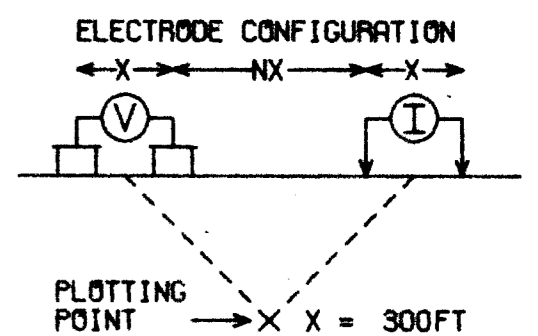 ELECTRODE CONFIGURATION
X NX X
V I
PLOTTING
POINT X X = 300FT